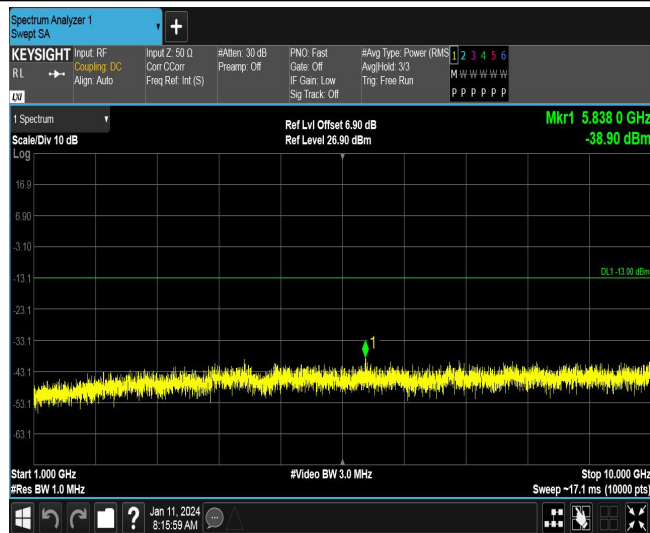 Spectrum Analyzer 1
Swept SA
+
KEYSIGHT
RL
LXI
Input: RF
Coupling: DC
Align: Auto
Input Z: 50 Ω
Corr CCorr
Freq Ref: Int (S)
#Atten: 30 dB
Preamp: Off
PNO: Fast
Gate: Off
IF Gain: Low
Sig Track: Off
#Avg Type: Power (RMS
Avg|Hold: 3/3
Trig: Free Run
1 2 3 4 5 6
M W W W W W
P P P P P P
1 Spectrum
Scale/Div 10 dB
Log
Ref Lvl Offset 6.90 dB
Ref Level 26.90 dBm
Mkr1 5.838 0 GHz
-38.90 dBm
16.9
6.90
-3.10
-13.1
DL1 -13.00 dBm
-23.1
-33.1
1
-43.1
-53.1
-63.1
Start 1.000 GHz
#Res BW 1.0 MHz
#Video BW 3.0 MHz
Stop 10.000 GHz
Sweep ~17.1 ms (10000 pts)
?
Jan 11, 2024
8:15:59 AM